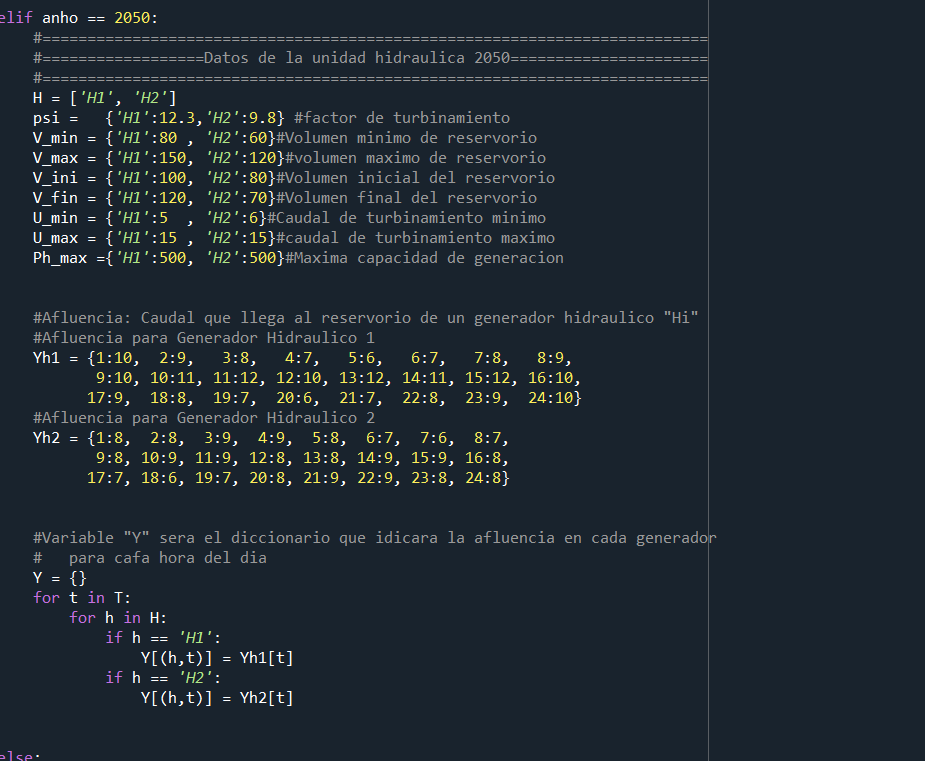 elif anho == 2050:
#==========================================================================
#==================Datos de la unidad hidraulica 2050======================
#==========================================================================
H = ['H1', 'H2']
psi =   {'H1':12.3,'H2':9.8} #factor de turbinamiento
V_min = {'H1':80 , 'H2':60}#Volumen minimo de reservorio
V_max = {'H1':150, 'H2':120}#volumen maximo de reservorio
V_ini = {'H1':100, 'H2':80}#Volumen inicial del reservorio
V_fin = {'H1':120, 'H2':70}#Volumen final del reservorio
U_min = {'H1':5  , 'H2':6}#Caudal de turbinamiento minimo
U_max = {'H1':15 , 'H2':15}#caudal de turbinamiento maximo
Ph_max ={'H1':500, 'H2':500}#Maxima capacidad de generacion
#Afluencia: Caudal que llega al reservorio de un generador hidraulico "Hi"
#Afluencia para Generador Hidraulico 1
Yh1 = {1:10,  2:9,   3:8,   4:7,   5:6,   6:7,   7:8,   8:9,
9:10, 10:11, 11:12, 12:10, 13:12, 14:11, 15:12, 16:10,
17:9,  18:8,  19:7,  20:6,  21:7,  22:8,  23:9,  24:10}
#Afluencia para Generador Hidraulico 2
Yh2 = {1:8,  2:8,  3:9,  4:9,  5:8,  6:7,  7:6,  8:7,
9:8, 10:9, 11:9, 12:8, 13:8, 14:9, 15:9, 16:8,
17:7, 18:6, 19:7, 20:8, 21:9, 22:9, 23:8, 24:8}
#Variable "Y" sera el diccionario que idicara la afluencia en cada generador
#   para cafa hora del dia
Y = {}
for t in T:
for h in H:
if h == 'H1':
Y[(h,t)] = Yh1[t]
if h == 'H2':
Y[(h,t)] = Yh2[t]
else: